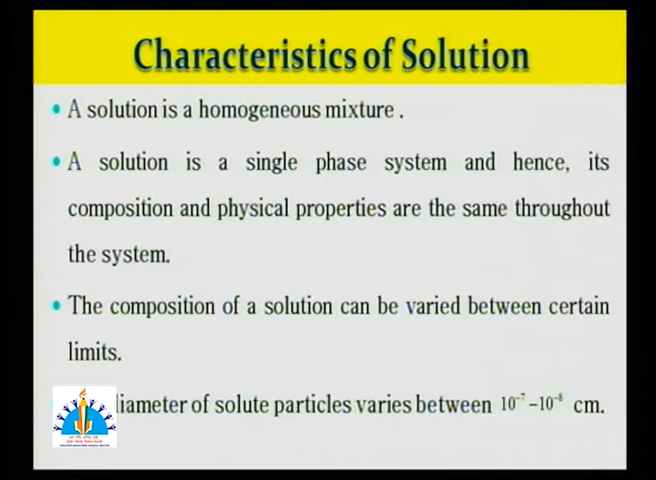 Characteristics of Solution
• A solution is a homogeneous mixture .
• A solution is a single phase system and hence, its
composition and physical properties are the same throughout
the system.
• The composition of a solution can be varied between certain
limits.
iameter of solute particles varies between 10⁻⁷ – 10⁻⁸ cm.